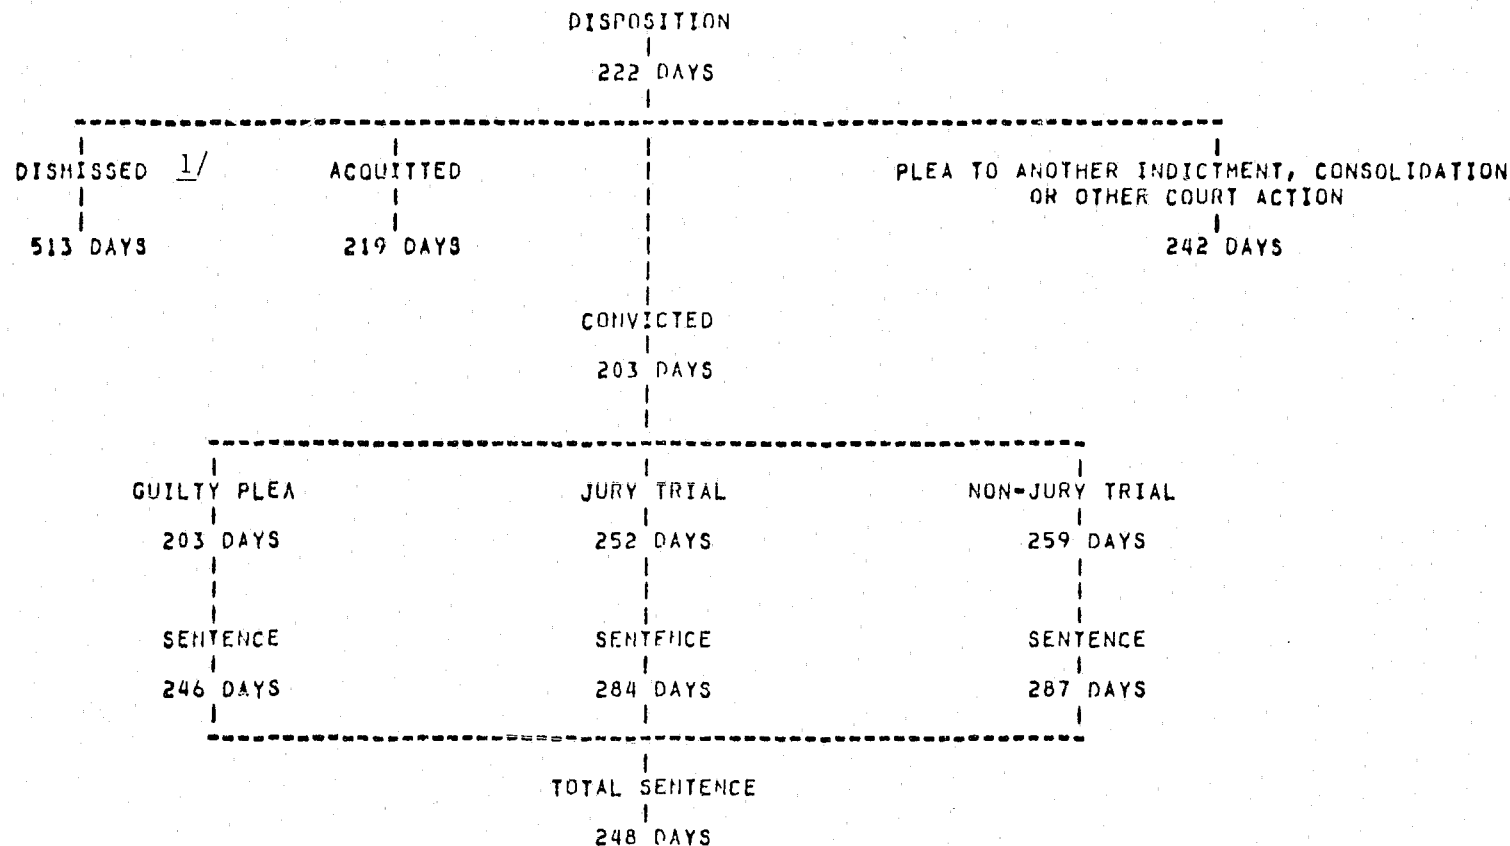 DISPOSITION
222 DAYS
DISMISSED 1/ ACQUITTED PLEA TO ANOTHER INDICTMENT, CONSOLIDATION
OR OTHER COURT ACTION
513 DAYS 219 DAYS 242 DAYS
CONVICTED
203 DAYS
GUILTY PLEA JURY TRIAL NON-JURY TRIAL
203 DAYS 252 DAYS 259 DAYS
SENTENCE SENTENCE SENTENCE
246 DAYS 284 DAYS 287 DAYS
TOTAL SENTENCE
248 DAYS